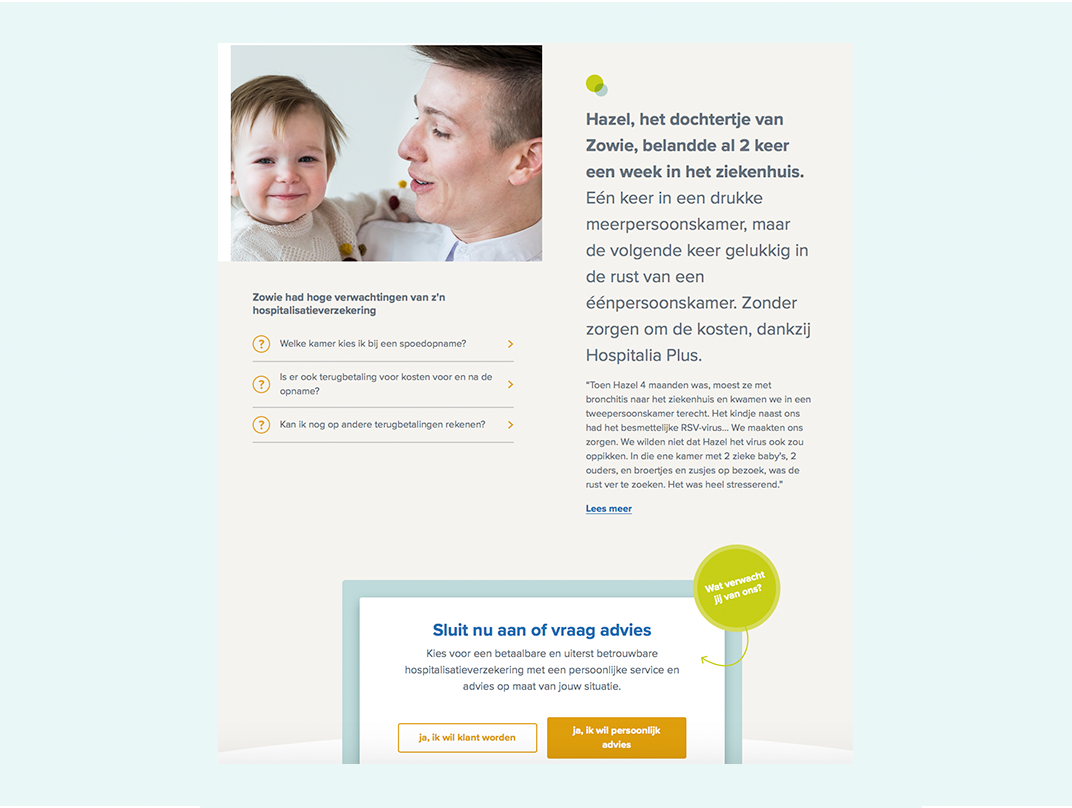 Hazel, het dochtertje van
Zowie, belandde al 2 keer
een week in het ziekenhuis.
Eén keer in een drukke
meerpersoonskamer, maar
de volgende keer gelukkig in
de rust van een
éénpersoonskamer. Zonder
zorgen om de kosten, dankzij
Hospitalia Plus.
"Toen Hazel 4 maanden was, moest ze met
bronchitis naar het ziekenhuis en kwamen we in een
tweepersoonskamer terecht. Het kindje naast ons
had het besmettelijke RSV-virus... We maakten ons
zorgen. We wilden niet dat Hazel het virus ook zou
oppikken. In die ene kamer met 2 zieke baby's, 2
ouders, en broertjes en zusjes op bezoek, was de
rust ver te zoeken. Het was heel stresserend."
Lees meer
Zowie had hoge verwachtingen van z'n
hospitalisatieverzekering
? Welke kamer kies ik bij een spoedopname?
? Is er ook terugbetaling voor kosten voor en na de
opname?
? Kan ik nog op andere terugbetalingen rekenen?
Wat verwacht
jij van ons?
Sluit nu aan of vraag advies
Kies voor een betaalbare en uiterst betrouwbare
hospitalisatieverzekering met een persoonlijke service en
advies op maat van jouw situatie.
ja, ik wil klant worden
ja, ik wil persoonlijk
advies